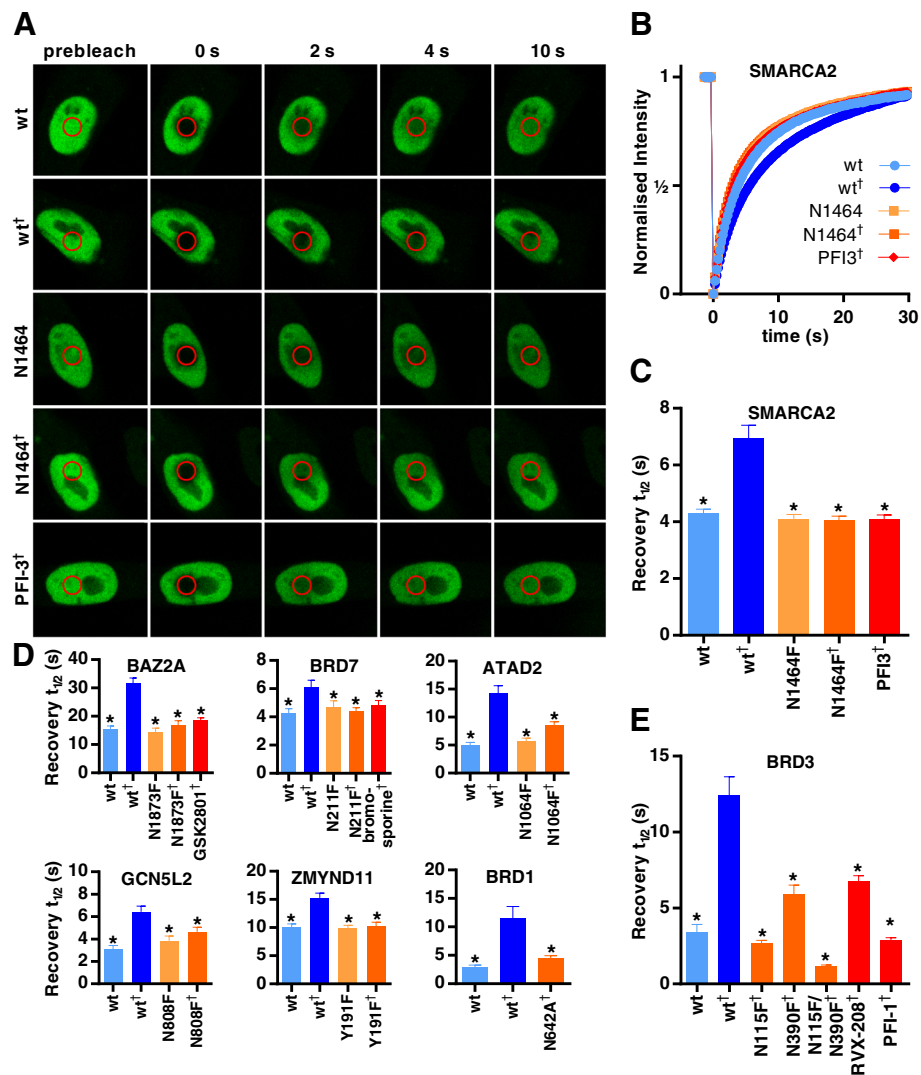 A
prebleach 0 s 2 s 4 s 10 s
wt
wt†
N1464
N1464†
PFI-3†
B
SMARCA2
Normalised Intensity
1
½
0
0 10 20 30
time (s)
wt
wt†
N1464
N1464†
PFI3†
C
SMARCA2
Recovery t1/2 (s)
8
6
4
2
0
wt wt† N1464F N1464F† PFI3†
D
BAZ2A
Recovery t1/2 (s)
40
30
20
10
0
* * * *
wt wt† N1873F N1873F† GSK2801†
BRD7
8
6
4
2
0
* * * *
wt wt† N211F N211F† bromo-
sporine†
ATAD2
20
15
10
5
0
* * *
wt wt† N1064F N1064F†
GCN5L2
Recovery t1/2 (s)
10
8
6
4
2
0
* * *
wt wt† N808F N808F†
ZMYND11
20
15
10
5
0
* * *
wt wt† Y191F Y191F†
BRD1
20
15
10
5
0
* *
wt wt† N642A†
E
BRD3
Recovery t1/2 (s)
15
10
5
0
* * * * * *
wt wt† N115F† N390F† N115F/
N390F† RVX-208† PFI-1†